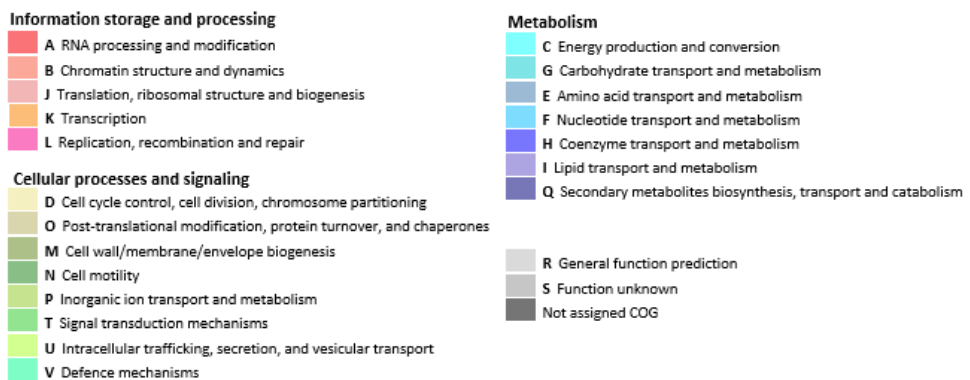 Information storage and processing
A RNA processing and modification
B Chromatin structure and dynamics
J Translation, ribosomal structure and biogenesis
K Transcription
L Replication, recombination and repair
Cellular processes and signaling
D Cell cycle control, cell division, chromosome partitioning
O Post-translational modification, protein turnover, and chaperones
M Cell wall/membrane/envelope biogenesis
N Cell motility
P Inorganic ion transport and metabolism
T Signal transduction mechanisms
U Intracellular trafficking, secretion, and vesicular transport
V Defence mechanisms
Metabolism
C Energy production and conversion
G Carbohydrate transport and metabolism
E Amino acid transport and metabolism
F Nucleotide transport and metabolism
H Coenzyme transport and metabolism
I Lipid transport and metabolism
Q Secondary metabolites biosynthesis, transport and catabolism
R General function prediction
S Function unknown
Not assigned COG